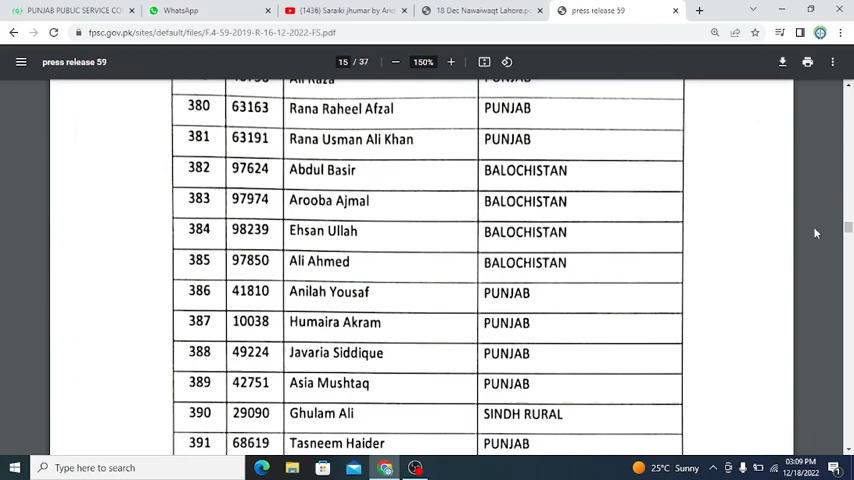 PUNJAB PUBLIC SERVICE CO
WhatsApp
(1436) Saraiki jhumar by Arid
18 Dec Nawaiwaqt Lahore.pd
press release 59
fpsc.gov.pk/sites/default/files/F.4-59-2019-R-16-12-2022-FS.pdf
press release 59
15 / 37
150%
Ali Raza PUNJAB
380 63163 Rana Raheel Afzal PUNJAB
381 63191 Rana Usman Ali Khan PUNJAB
382 97624 Abdul Basir BALOCHISTAN
383 97974 Arooba Ajmal BALOCHISTAN
384 98239 Ehsan Ullah BALOCHISTAN
385 97850 Ali Ahmed BALOCHISTAN
386 41810 Anilah Yousaf PUNJAB
387 10038 Humaira Akram PUNJAB
388 49224 Javaria Siddique PUNJAB
389 42751 Asia Mushtaq PUNJAB
390 29090 Ghulam Ali SINDH RURAL
391 68619 Tasneem Haider PUNJAB
Type here to search
25°C Sunny
03:09 PM
12/18/2022